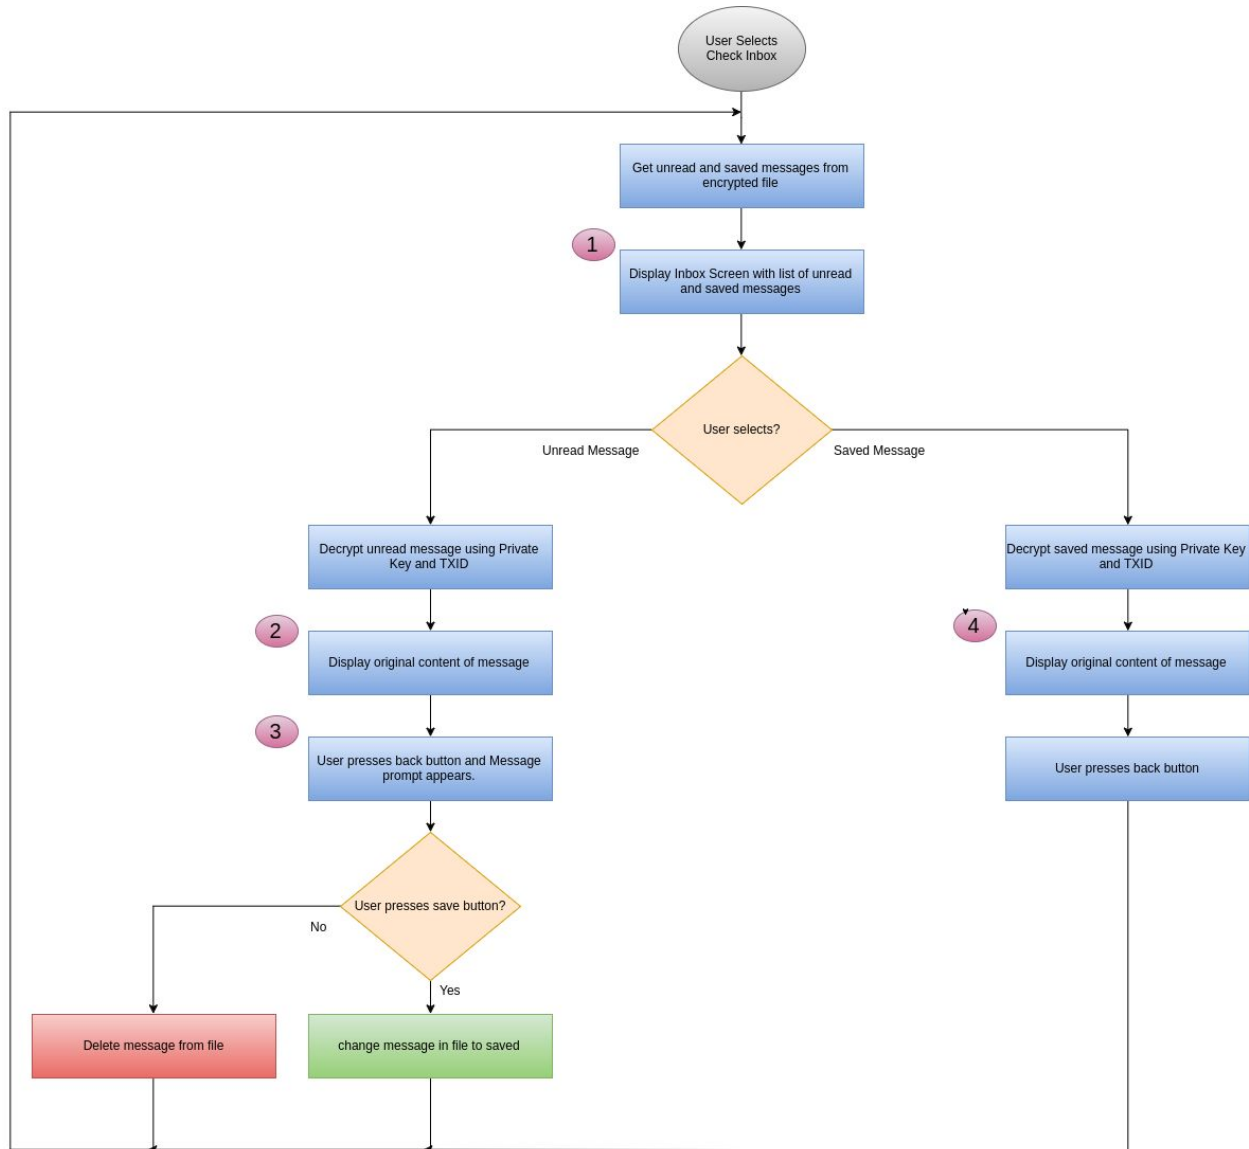 User Selects
Check Inbox
Get unread and saved messages from
encrypted file
1
Display Inbox Screen with list of unread
and saved messages
User selects?
Unread Message
Saved Message
Decrypt unread message using Private
Key and TXID
Decrypt saved message using Private Key
and TXID
2
4
Display original content of message
Display original content of message
3
User presses back button and Message
prompt appears.
User presses back button
User presses save button?
No
Yes
Delete message from file
change message in file to saved